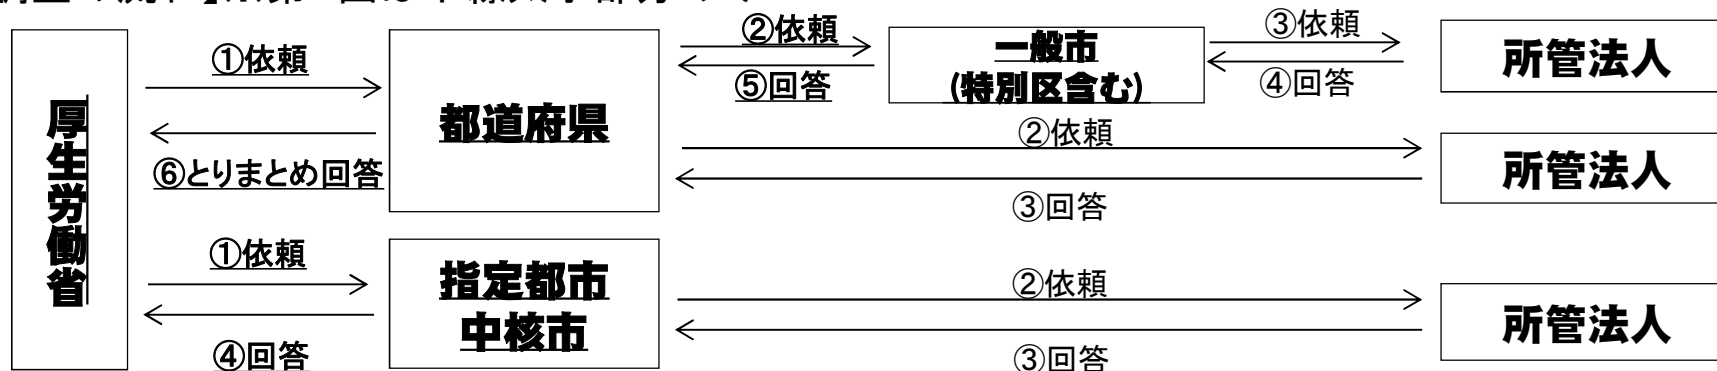 厚生労働省
①依頼
⑥とりまとめ回答
都道府県
②依頼
⑤回答
一般市
(特別区含む)
③依頼
④回答
所管法人
②依頼
③回答
所管法人
①依頼
④回答
指定都市
中核市
②依頼
③回答
所管法人